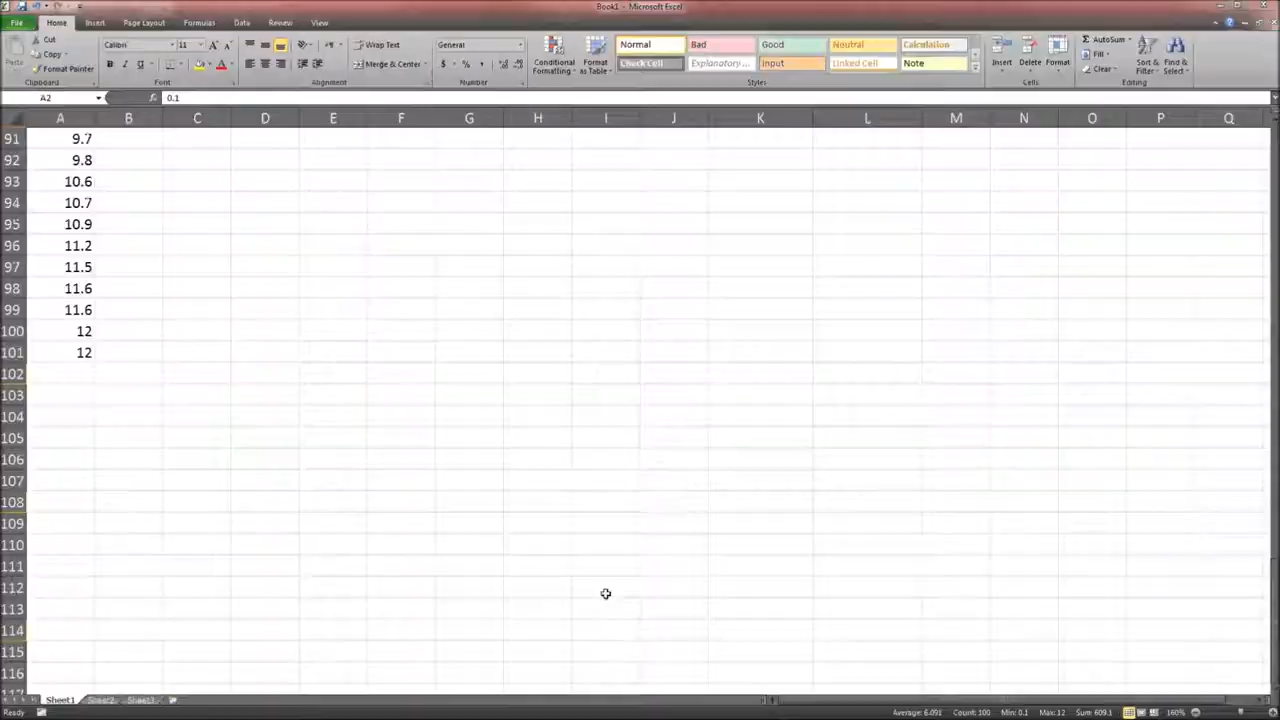 Book1 - Microsoft Excel
File Home Insert Page Layout Formulas Data Review View
Cut
Copy
Format Painter
Paste
Calibri 11
Wrap Text
Merge & Center
General
Conditional Formatting
Format as Table
Normal Bad Good Neutral Calculation
Check Cell Explanatory ... Input Linked Cell Note
Insert Delete Format
AutoSum
Fill
Clear
Sort & Filter
Find & Select
Clipboard Font Alignment Number Styles Cells Editing
A2 fx 0.1
A B C D E F G H I J K L M N O P Q
91 9.7
92 9.8
93 10.6
94 10.7
95 10.9
96 11.2
97 11.5
98 11.6
99 11.6
100 12
101 12
102
103
104
105
106
107
108
109
110
111
112
113
114
115
116
117
Sheet1 Sheet2 Sheet3
Ready Average: 6.091 Count: 100 Min: 0.1 Max: 12 Sum: 609.1 160%